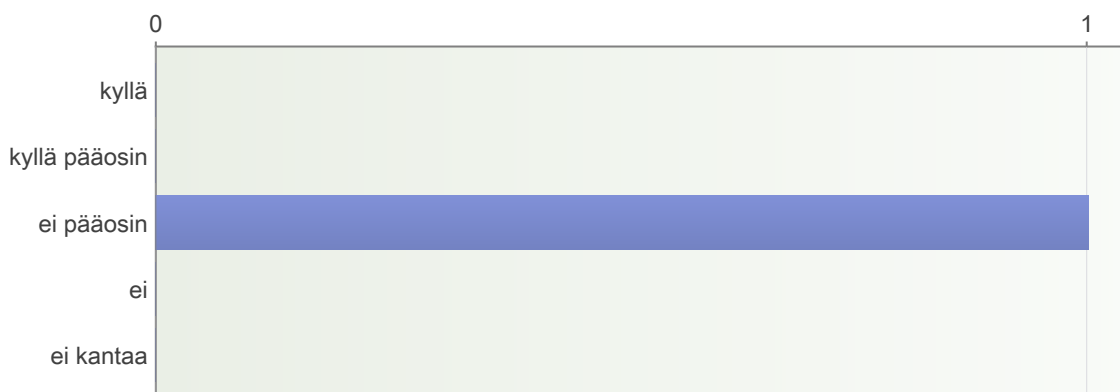 0 1
kyllä
kyllä pääosin
ei pääosin
ei
ei kantaa